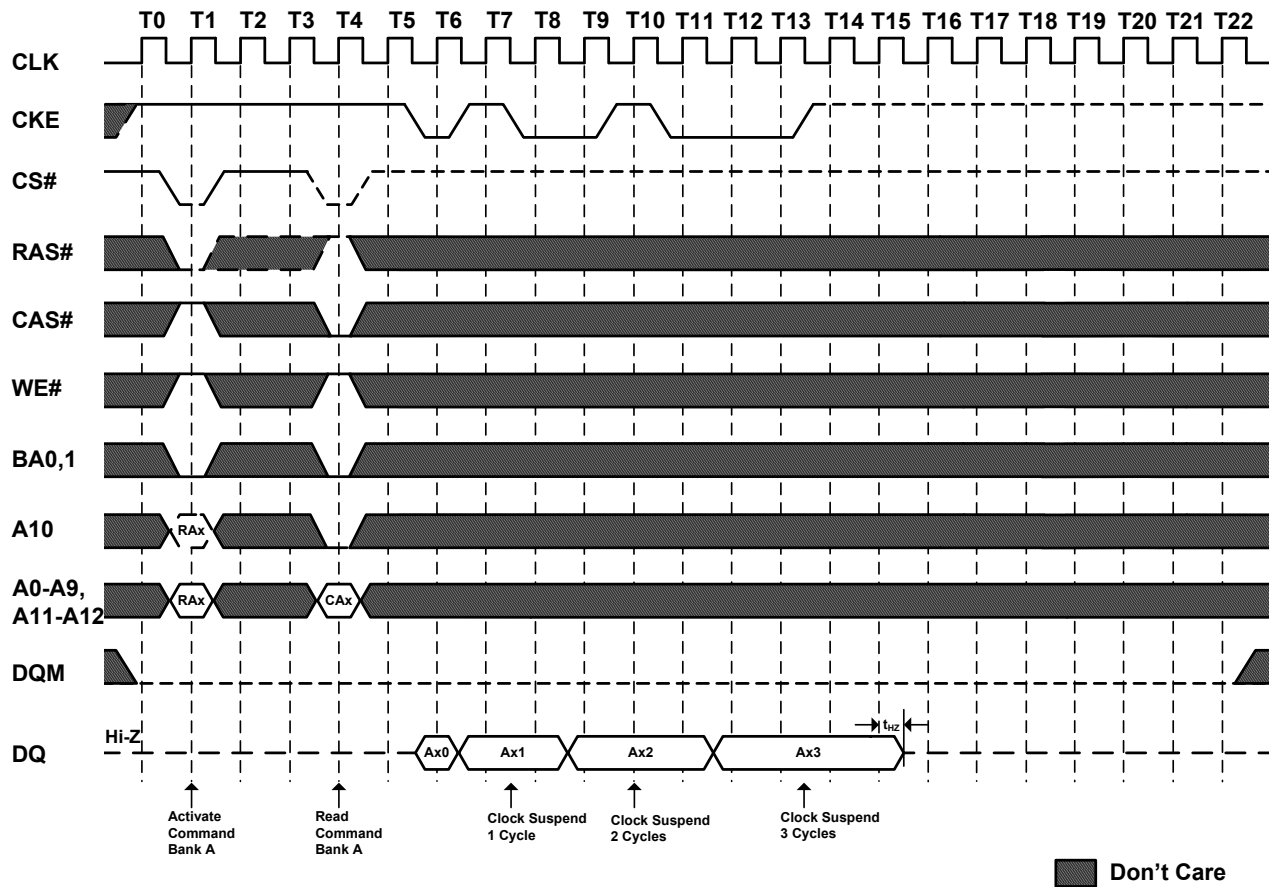 T0 T1 T2 T3 T4 T5 T6 T7 T8 T9 T10 T11 T12 T13 T14 T15 T16 T17 T18 T19 T20 T21 T22
CLK
CKE
CS#
RAS#
CAS#
WE#
BA0,1
A10
RAx
A0-A9,
A11-A12
RAx
CAx
DQM
tHZ
Hi-Z
DQ
Ax0
Ax1
Ax2
Ax3
Activate
Command
Bank A
Read
Command
Bank A
Clock Suspend
1 Cycle
Clock Suspend
2 Cycles
Clock Suspend
3 Cycles
Don't Care